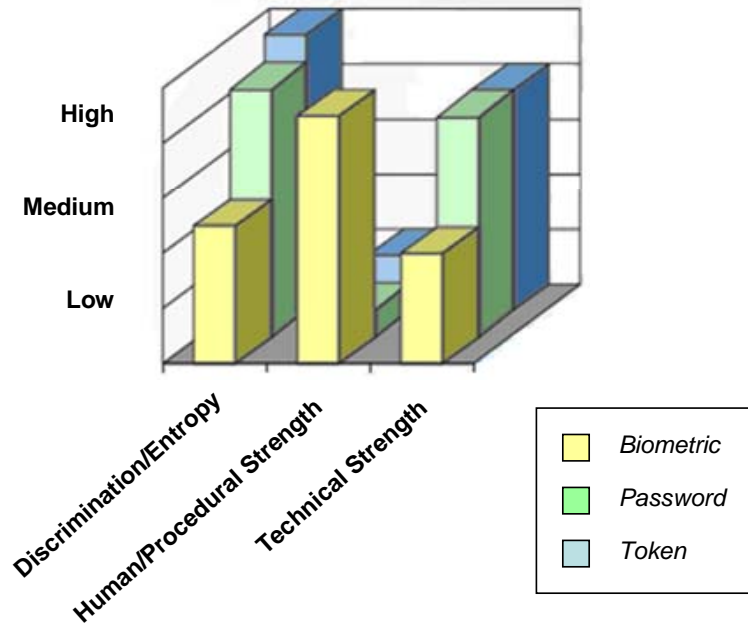 High
Medium
Low
Discrimination/Entropy
Human/Procedural Strength
Technical Strength
Biometric
Password
Token